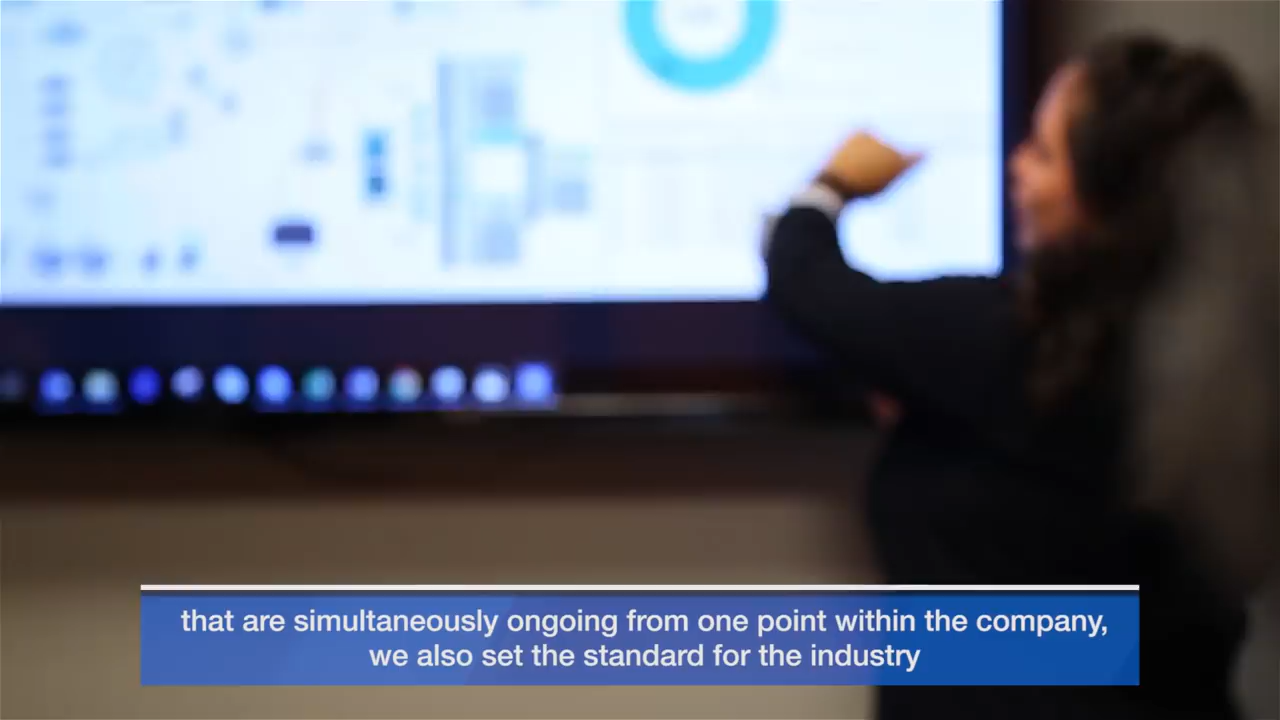 that are simultaneously ongoing from one point within the company,
we also set the standard for the industry